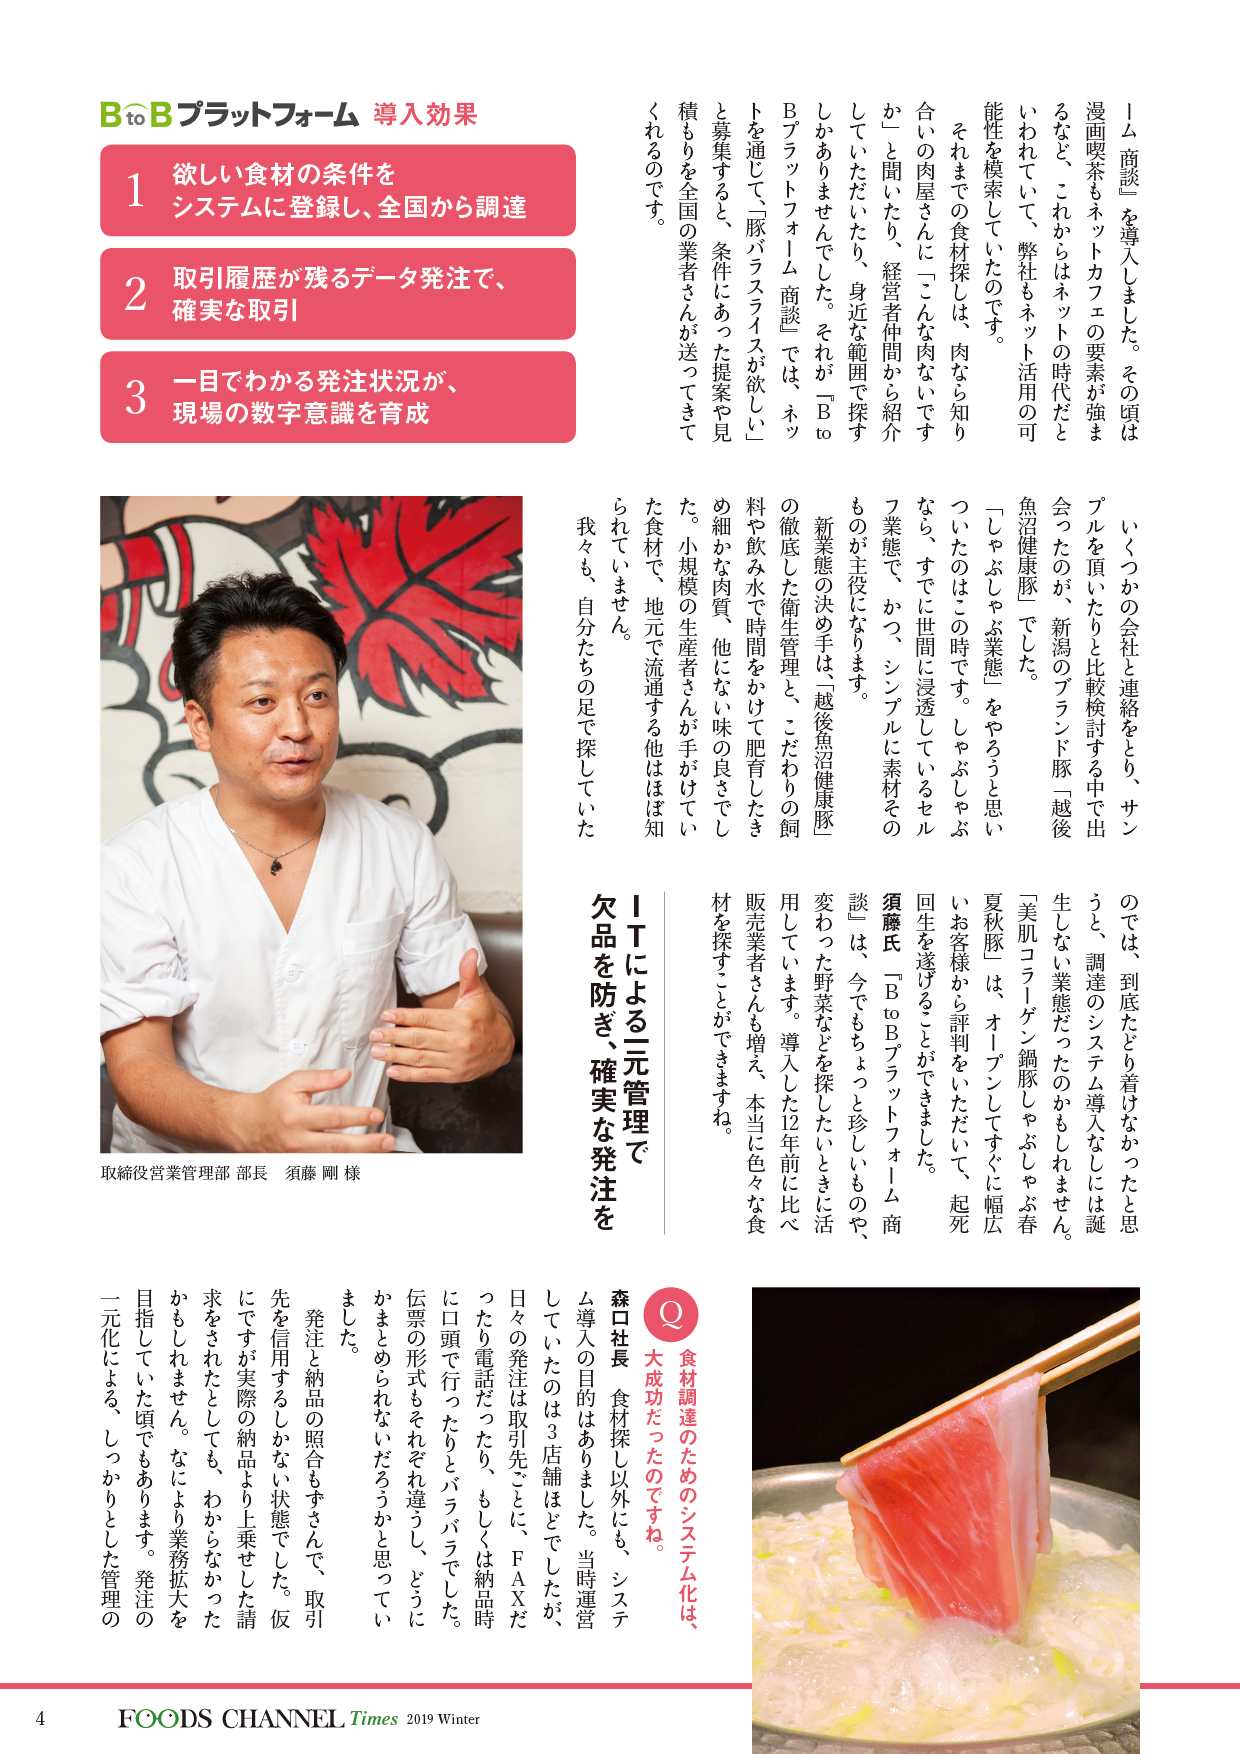 ーム 商談』を導入しました。その頃は
漫画喫茶もネットカフェの要素が強ま
るなど、これからはネットの時代だと
いわれていて、弊社もネット活用の可
能性を模索していたのです。
それまでの食材探しは、肉なら知り
合いの肉屋さんに「こんな肉ないです
か」と聞いたり、経営者仲間から紹介
していただいたり、身近な範囲で探す
しかありませんでした。それが『B to
Bプラットフォーム 商談』では、ネッ
トを通じて、「豚バラスライスが欲しい」
と募集すると、条件にあった提案や見
積もりを全国の業者さんが送ってきて
くれるのです。
BtoBプラットフォーム 導入効果
1 欲しい食材の条件を
システムに登録し、全国から調達
2 取引履歴が残るデータ発注で、
確実な取引
3 一目でわかる発注状況が、
現場の数字意識を育成
いくつかの会社と連絡をとり、サン
プルを頂いたりと比較検討する中で出
会ったのが、新潟のブランド豚「越後
魚沼健康豚」でした。
「しゃぶしゃぶ業態」をやろうと思い
ついたのはこの時です。しゃぶしゃぶ
なら、すでに世間に浸透しているセル
フ業態で、かつ、シンプルに素材その
ものが主役になります。
新業態の決め手は、「越後魚沼健康豚」
の徹底した衛生管理と、こだわりの飼
料や飲み水で時間をかけて肥育したき
め細かな肉質、他にない味の良さでし
た。小規模の生産者さんが手がけてい
た食材で、地元で流通する他はほぼ知
られていません。
我々も、自分たちの足で探していた
のでは、到底たどり着けなかったと思
うと、調達のシステム導入なしには誕
生しない業態だったのかもしれません。
「美肌コラーゲン鍋豚しゃぶしゃぶ春
夏秋豚」は、オープンしてすぐに幅広
いお客様から評判をいただいて、起死
回生を遂げることができました。
須藤氏 『B to Bプラットフォーム 商
談』は、今でもちょっと珍しいものや、
変わった野菜などを探したいときに活
用しています。導入した12年前に比べ
販売業者さんも増え、本当に色々な食
材を探すことができますね。
ITによる一元管理で
欠品を防ぎ、確実な発注を
取締役営業管理部 部長 須藤 剛 様
Q 食材調達のためのシステム化は、
大成功だったのですね。
森口社長 食材探し以外にも、システ
ム導入の目的はありました。当時運営
していたのは3店舗ほどでしたが、
日々の発注は取引先ごとに、FAXだ
ったり電話だったり、もしくは納品時
に口頭で行ったりとバラバラでした。
伝票の形式もそれぞれ違うし、どうに
かまとめられないだろうかと思ってい
ました。
発注と納品の照合もずさんで、取引
先を信用するしかない状態でした。仮
にですが実際の納品より上乗せした請
求をされたとしても、わからなかった
かもしれません。なにより業務拡大を
目指していた頃でもあります。発注の
一元化による、しっかりとした管理の
4 FOODS CHANNEL Times 2019 Winter